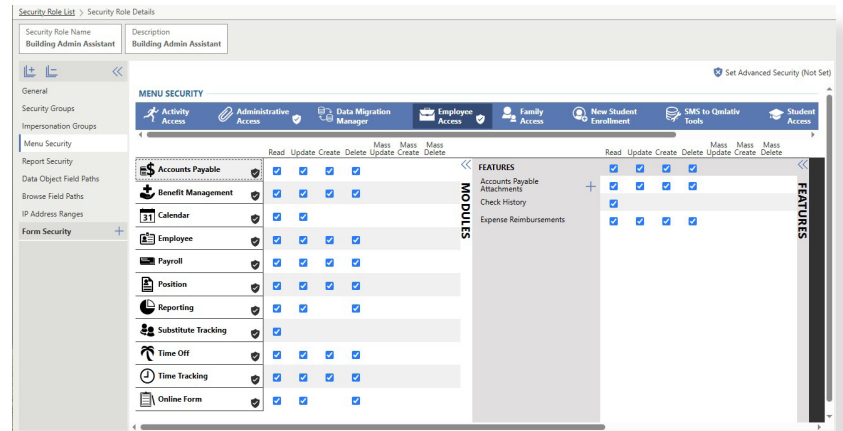 Security Role List > Security Role Details
Security Role Name
Building Admin Assistant
Description
Building Admin Assistant
Set Advanced Security (Not Set)
General
Security Groups
Impersonation Groups
Menu Security
Report Security
Data Object Field Paths
Browse Field Paths
IP Address Ranges
Form Security
MENU SECURITY
Activity Access
Administrative Access
Data Migration Manager
Employee Access
Family Access
New Student Enrollment
SMS to Qmlativ Tools
Student Access
Read Update Create Delete Mass Update Mass Create Mass Delete
Accounts Payable
Benefit Management
31 Calendar
Employee
Payroll
Position
Reporting
Substitute Tracking
Time Off
Time Tracking
Online Form
MODULES
Read Update Create Delete Mass Update Mass Create Mass Delete
FEATURES
Accounts Payable
Attachments
Check History
Expense Reimbursements
FEATURES